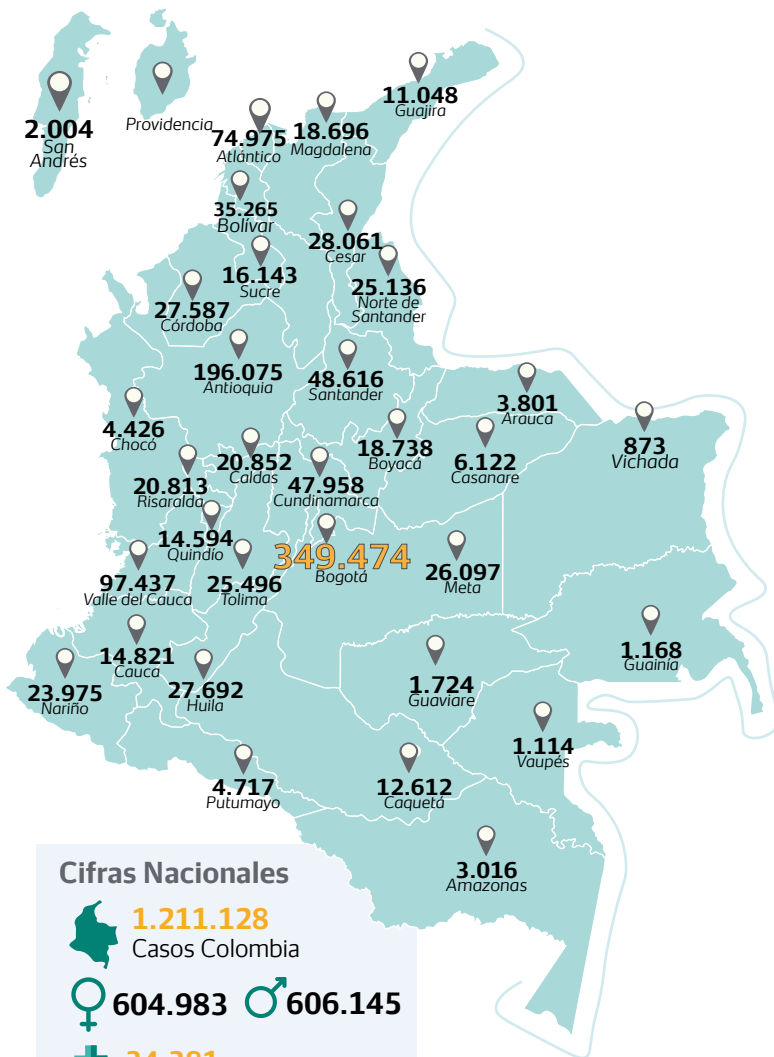 11.048
Guajira
2.004
San
Andrés
Providencia
74.975
Atlántico
18.696
Magdalena
35.265
Bolívar
28.061
Cesar
16.143
Sucre
25.136
Norte de
Santander
27.587
Córdoba
196.075
Antioquia
48.616
Santander
3.801
Arauca
4.426
Chocó
18.738
Boyacá
6.122
Casanare
873
Vichada
20.852
Caldas
20.813
Risaralda
47.958
Cundinamarca
14.594
Quindío
349.474
Bogotá
97.437
Valle del Cauca
25.496
Tolima
26.097
Meta
14.821
Cauca
1.168
Guainía
23.975
Nariño
27.692
Huila
1.724
Guaviare
1.114
Vaupés
4.717
Putumayo
12.612
Caquetá
3.016
Amazonas
Cifras Nacionales
1.211.128
Casos Colombia
604.983 606.145
34.381